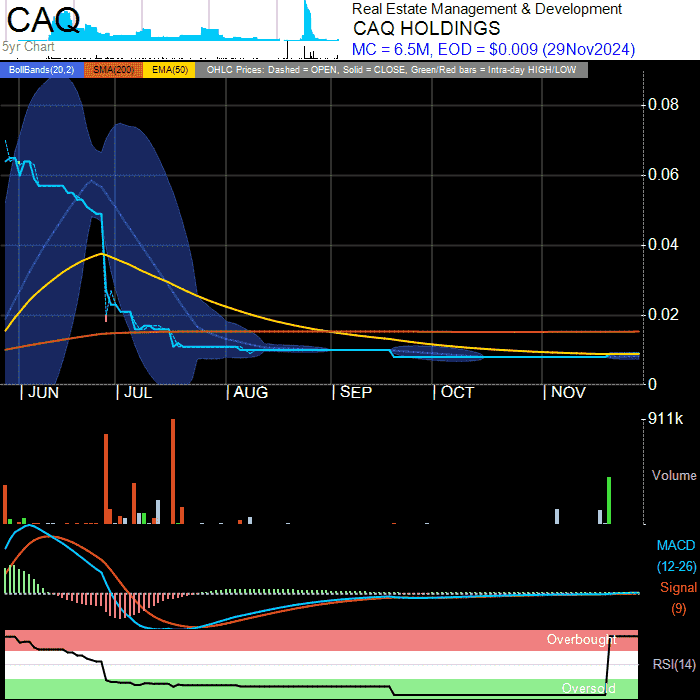 CAQ
5yr Chart
Real Estate Management & Development
CAQ HOLDINGS
MC = 6.5M, EOD = $0.009 (29Nov2024)
BollBands(20,2) SMA(200) EMA(50) OHLC Prices: Dashed = OPEN, Solid = CLOSE, Green/Red bars = Intra-day HIGH/LOW
0.08
0.06
0.04
0.02
0
JUN JUL AUG SEP OCT NOV
911k
Volume
MACD
(12-26)
Signal
(9)
Overbought
RSI(14)
Oversold